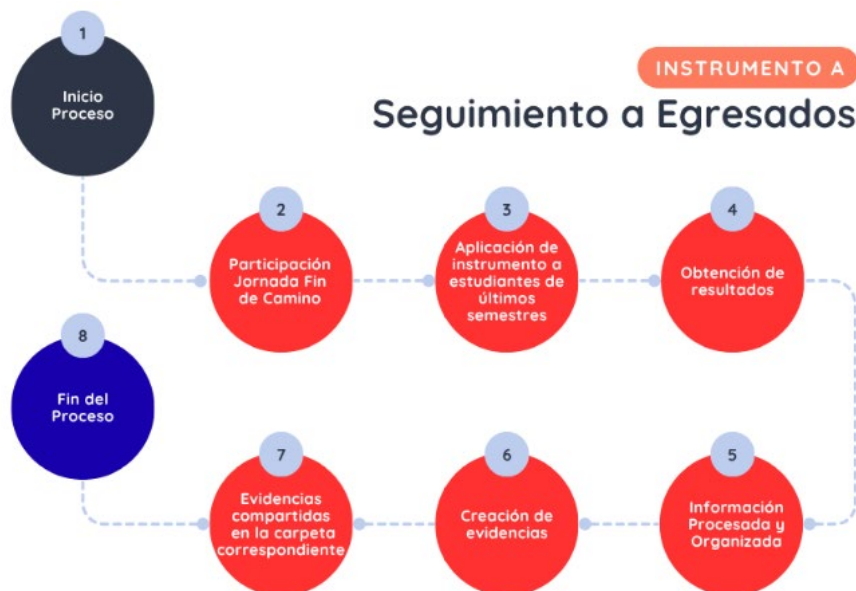 INSTRUMENTO A
Seguimiento a Egresados
1
Inicio
Proceso
2
Participación
Jornada Fin
de Camino
3
Aplicación de
instrumento a
estudiantes de
últimos
semestres
4
Obtención de
resultados
5
Información
Procesada y
Organizada
6
Creación de
evidencias
7
Evidencias
compartidas
en la carpeta
correspondiente
8
Fin del
Proceso